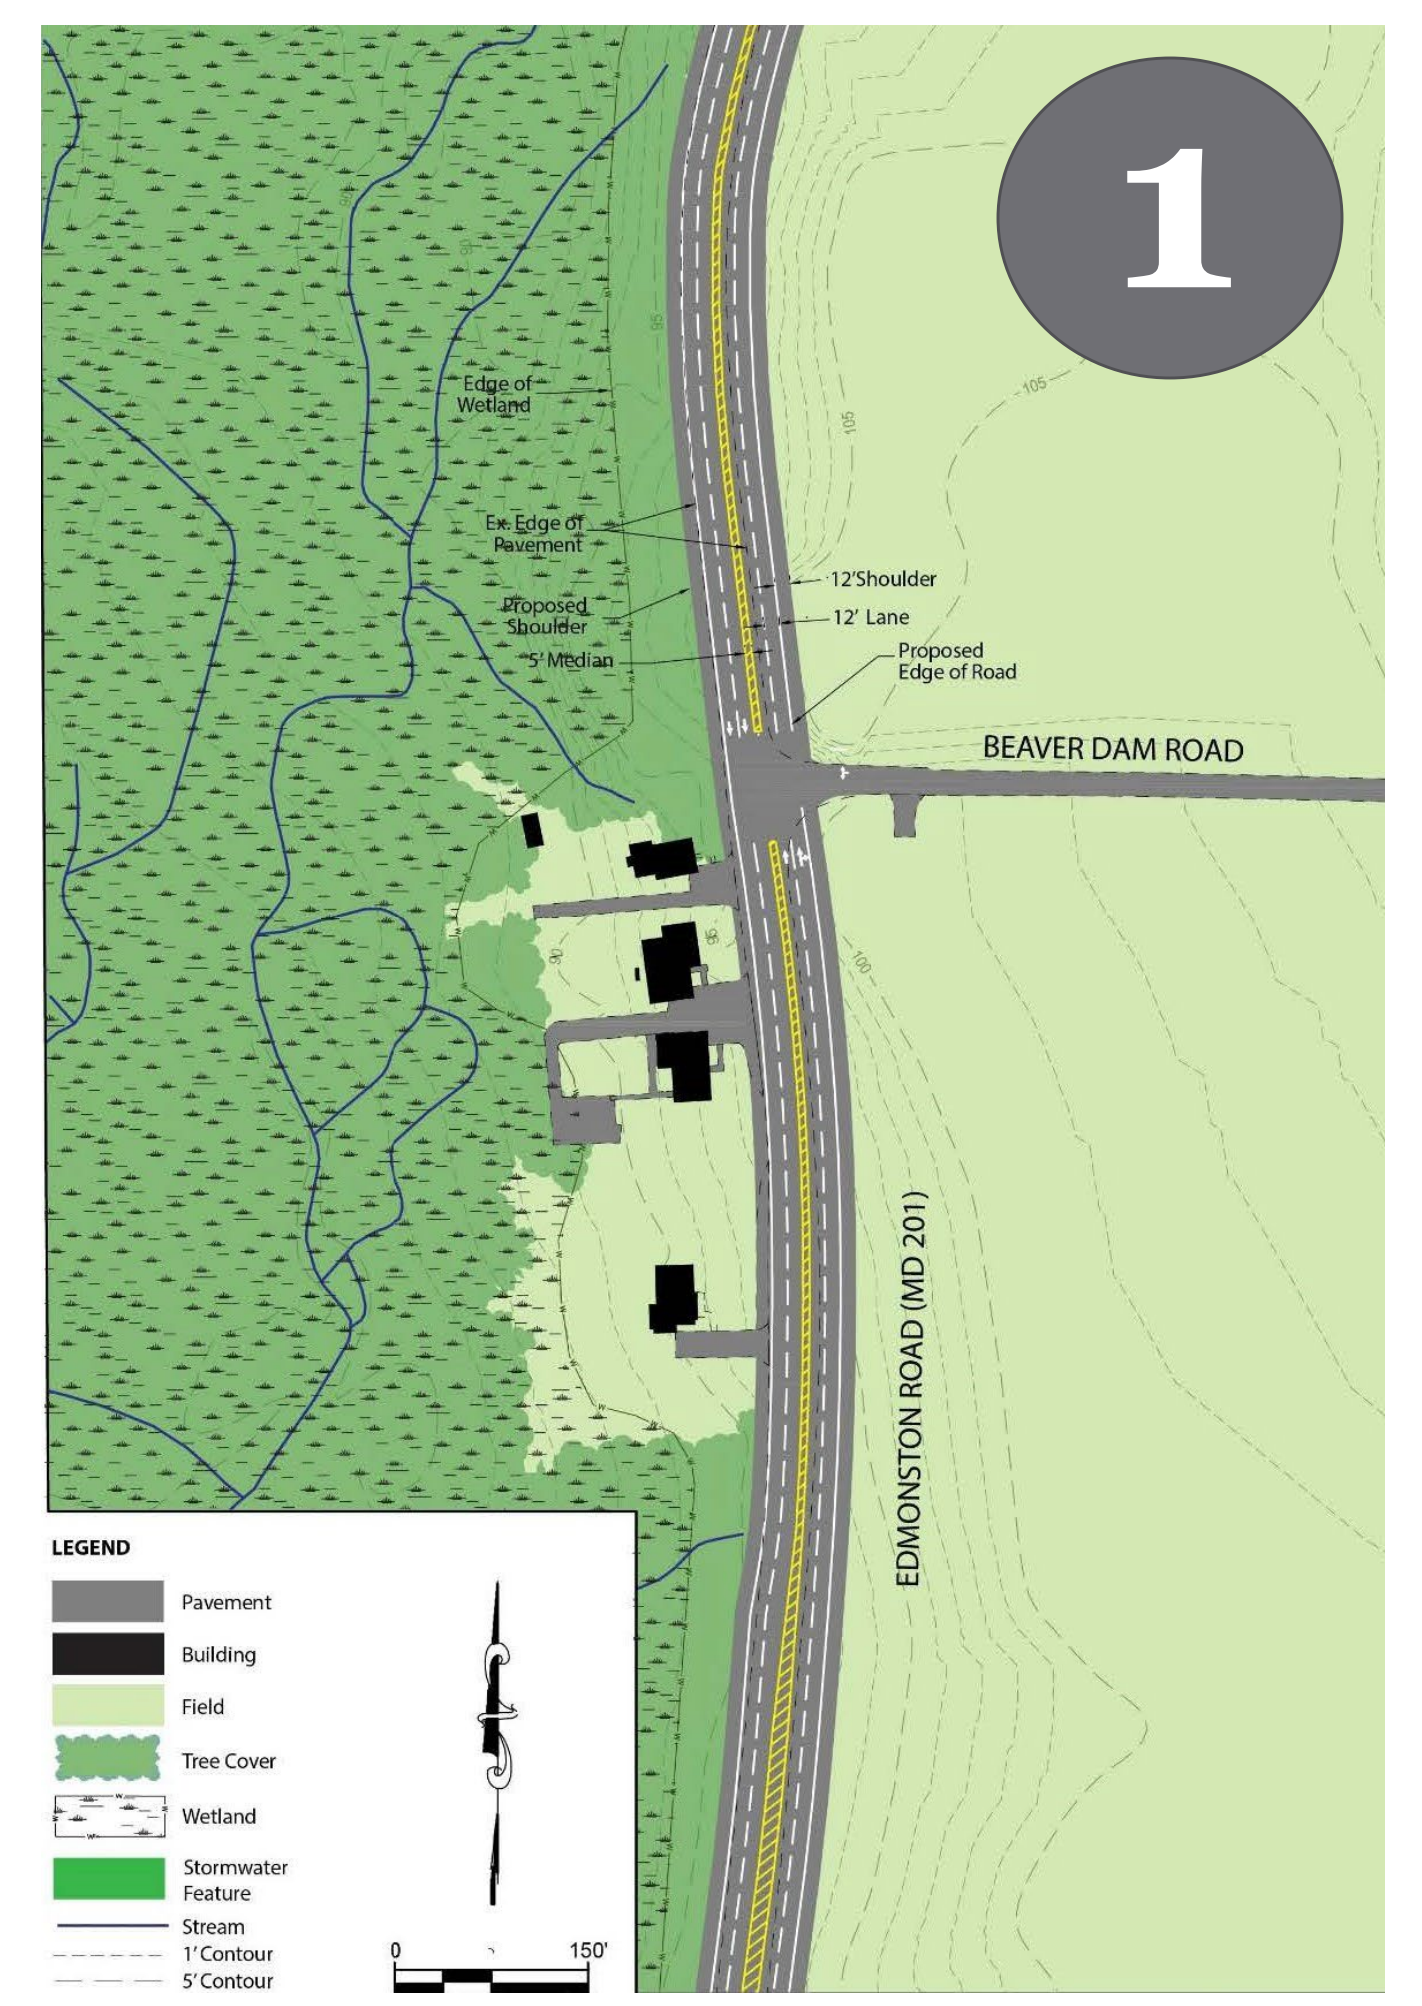 1
90
90
95
Edge of
Wetland
105
105
Ex. Edge of
Pavement
12'Shoulder
Proposed
Shoulder
12' Lane
5' Median
Proposed
Edge of Road
BEAVER DAM ROAD
95
90
100
EDMONSTON ROAD (MD 201)
LEGEND
Pavement
Building
Field
Tree Cover
Wetland
Stormwater
Feature
Stream
1' Contour
5' Contour
0 150'